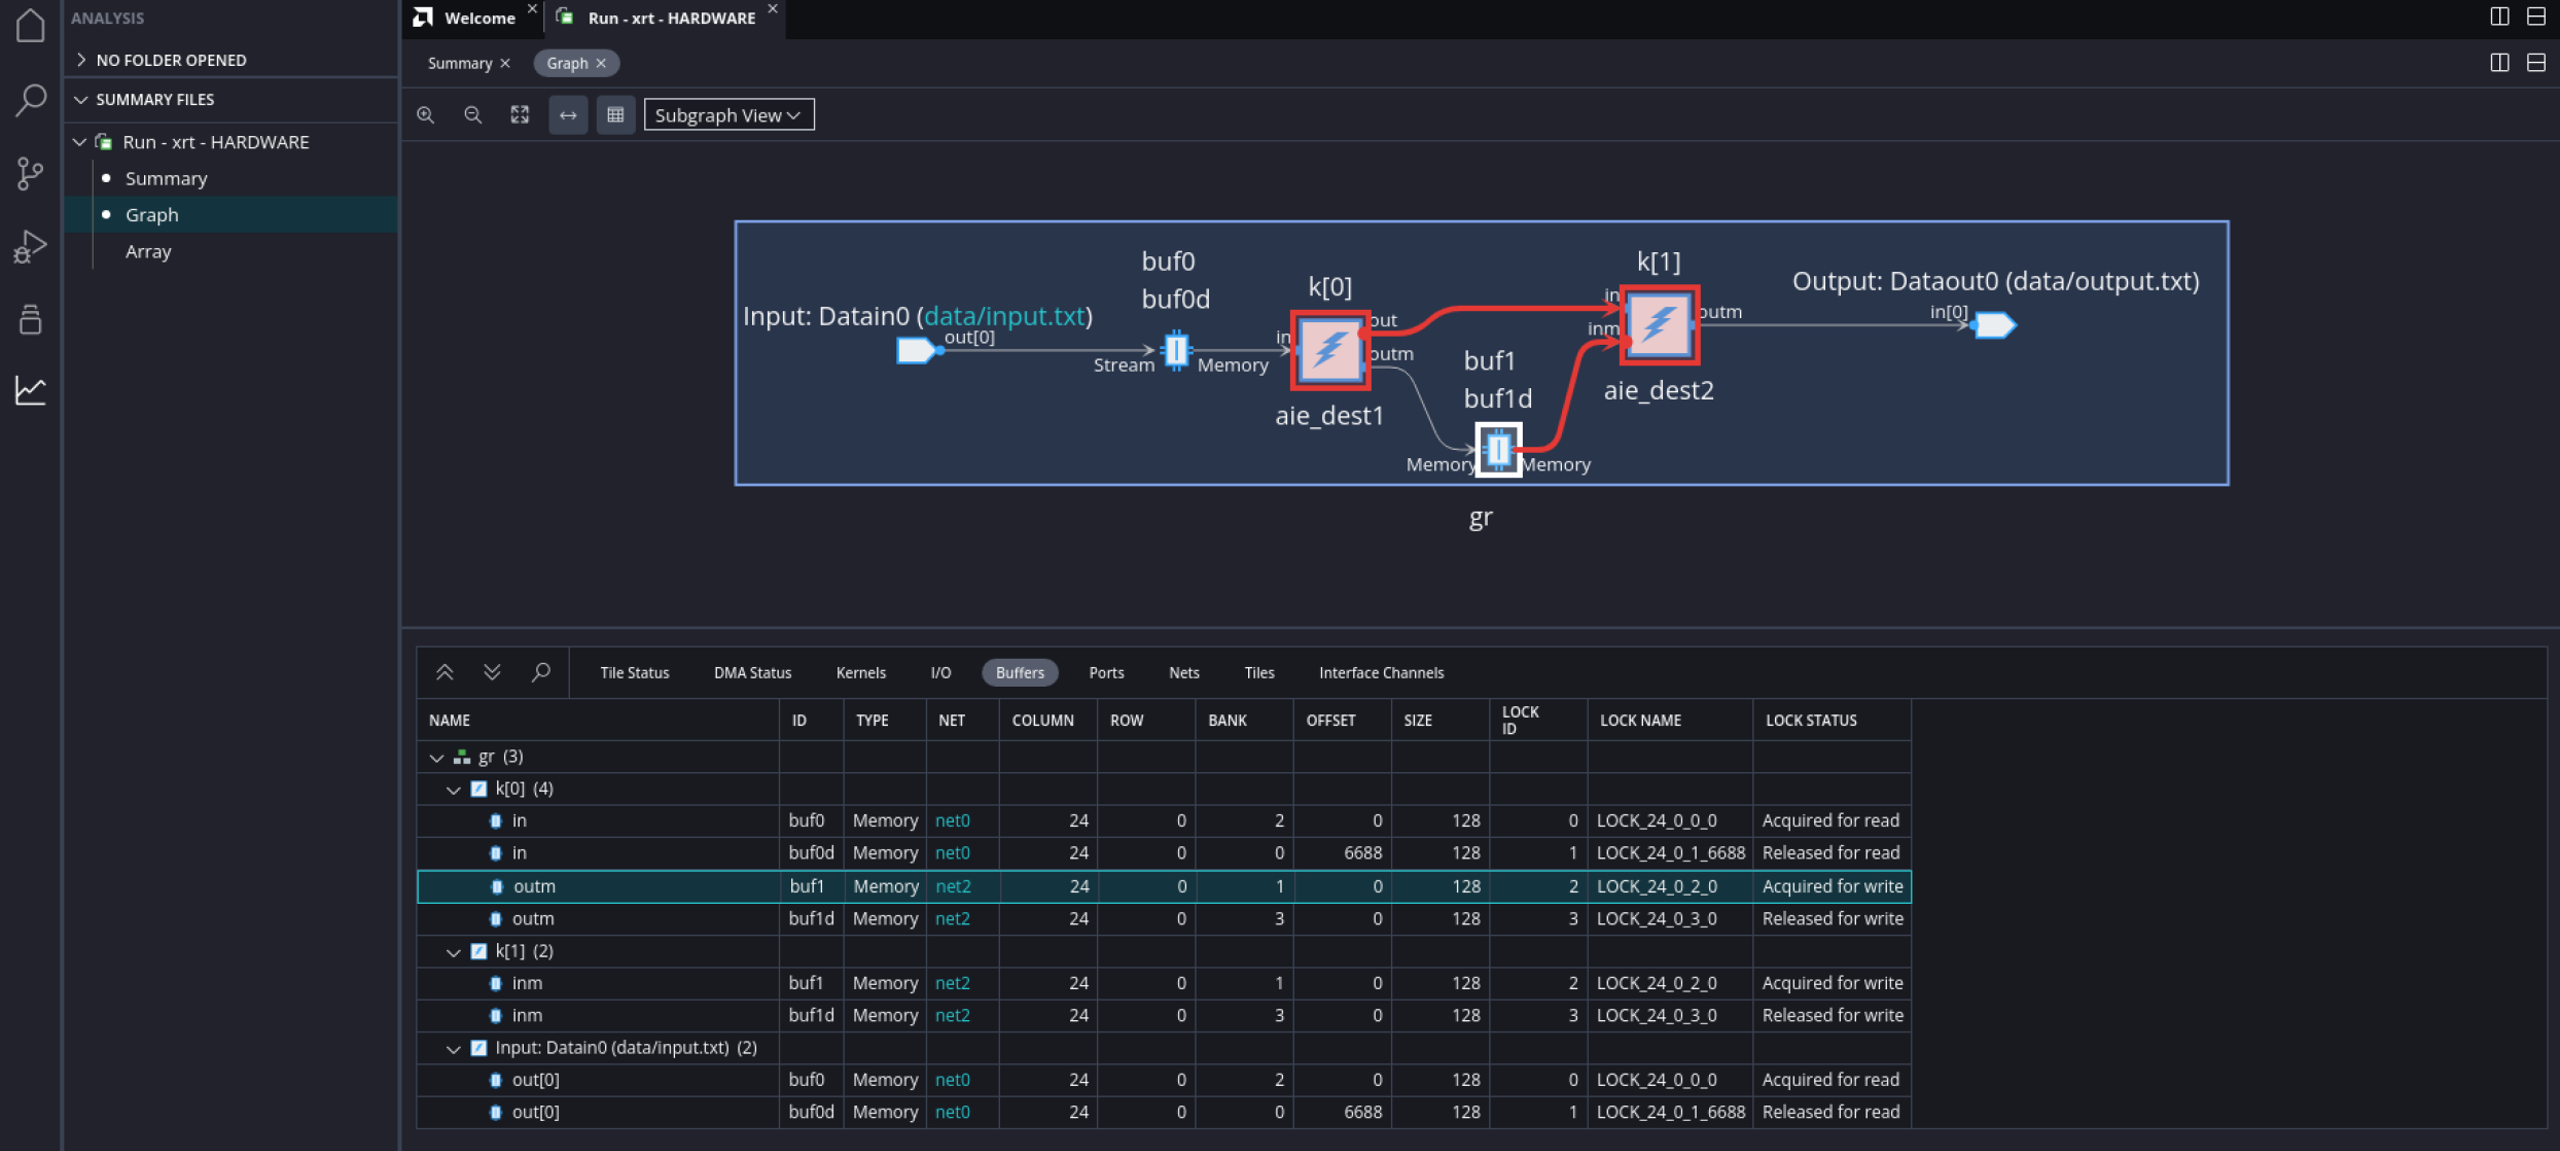 ANALYSIS
NO FOLDER OPENED
SUMMARY FILES
Run - xrt - HARDWARE
Summary
Graph
Array
Welcome
Run - xrt - HARDWARE
Summary
Graph
Subgraph View
Input: Datain0 (data/input.txt)
out[0]
buf0
buf0d
Stream
Memory
k[0]
in
out
outm
aie_dest1
buf1
buf1d
Memory
Memory
k[1]
in
inm
outm
aie_dest2
Output: Dataout0 (data/output.txt)
in[0]
gr
Tile Status DMA Status Kernels I/O Buffers Ports Nets Tiles Interface Channels
NAME ID TYPE NET COLUMN ROW BANK OFFSET SIZE LOCK ID LOCK NAME LOCK STATUS
gr (3)
k[0] (4)
in buf0 Memory net0 24 0 2 0 128 0 LOCK_24_0_0_0 Acquired for read
in buf0d Memory net0 24 0 0 6688 128 1 LOCK_24_0_1_6688 Released for read
outm buf1 Memory net2 24 0 1 0 128 2 LOCK_24_0_2_0 Acquired for write
outm buf1d Memory net2 24 0 3 0 128 3 LOCK_24_0_3_0 Released for write
k[1] (2)
inm buf1 Memory net2 24 0 1 0 128 2 LOCK_24_0_2_0 Acquired for write
inm buf1d Memory net2 24 0 3 0 128 3 LOCK_24_0_3_0 Released for write
Input: Datain0 (data/input.txt) (2)
out[0] buf0 Memory net0 24 0 2 0 128 0 LOCK_24_0_0_0 Acquired for read
out[0] buf0d Memory net0 24 0 0 6688 128 1 LOCK_24_0_1_6688 Released for read